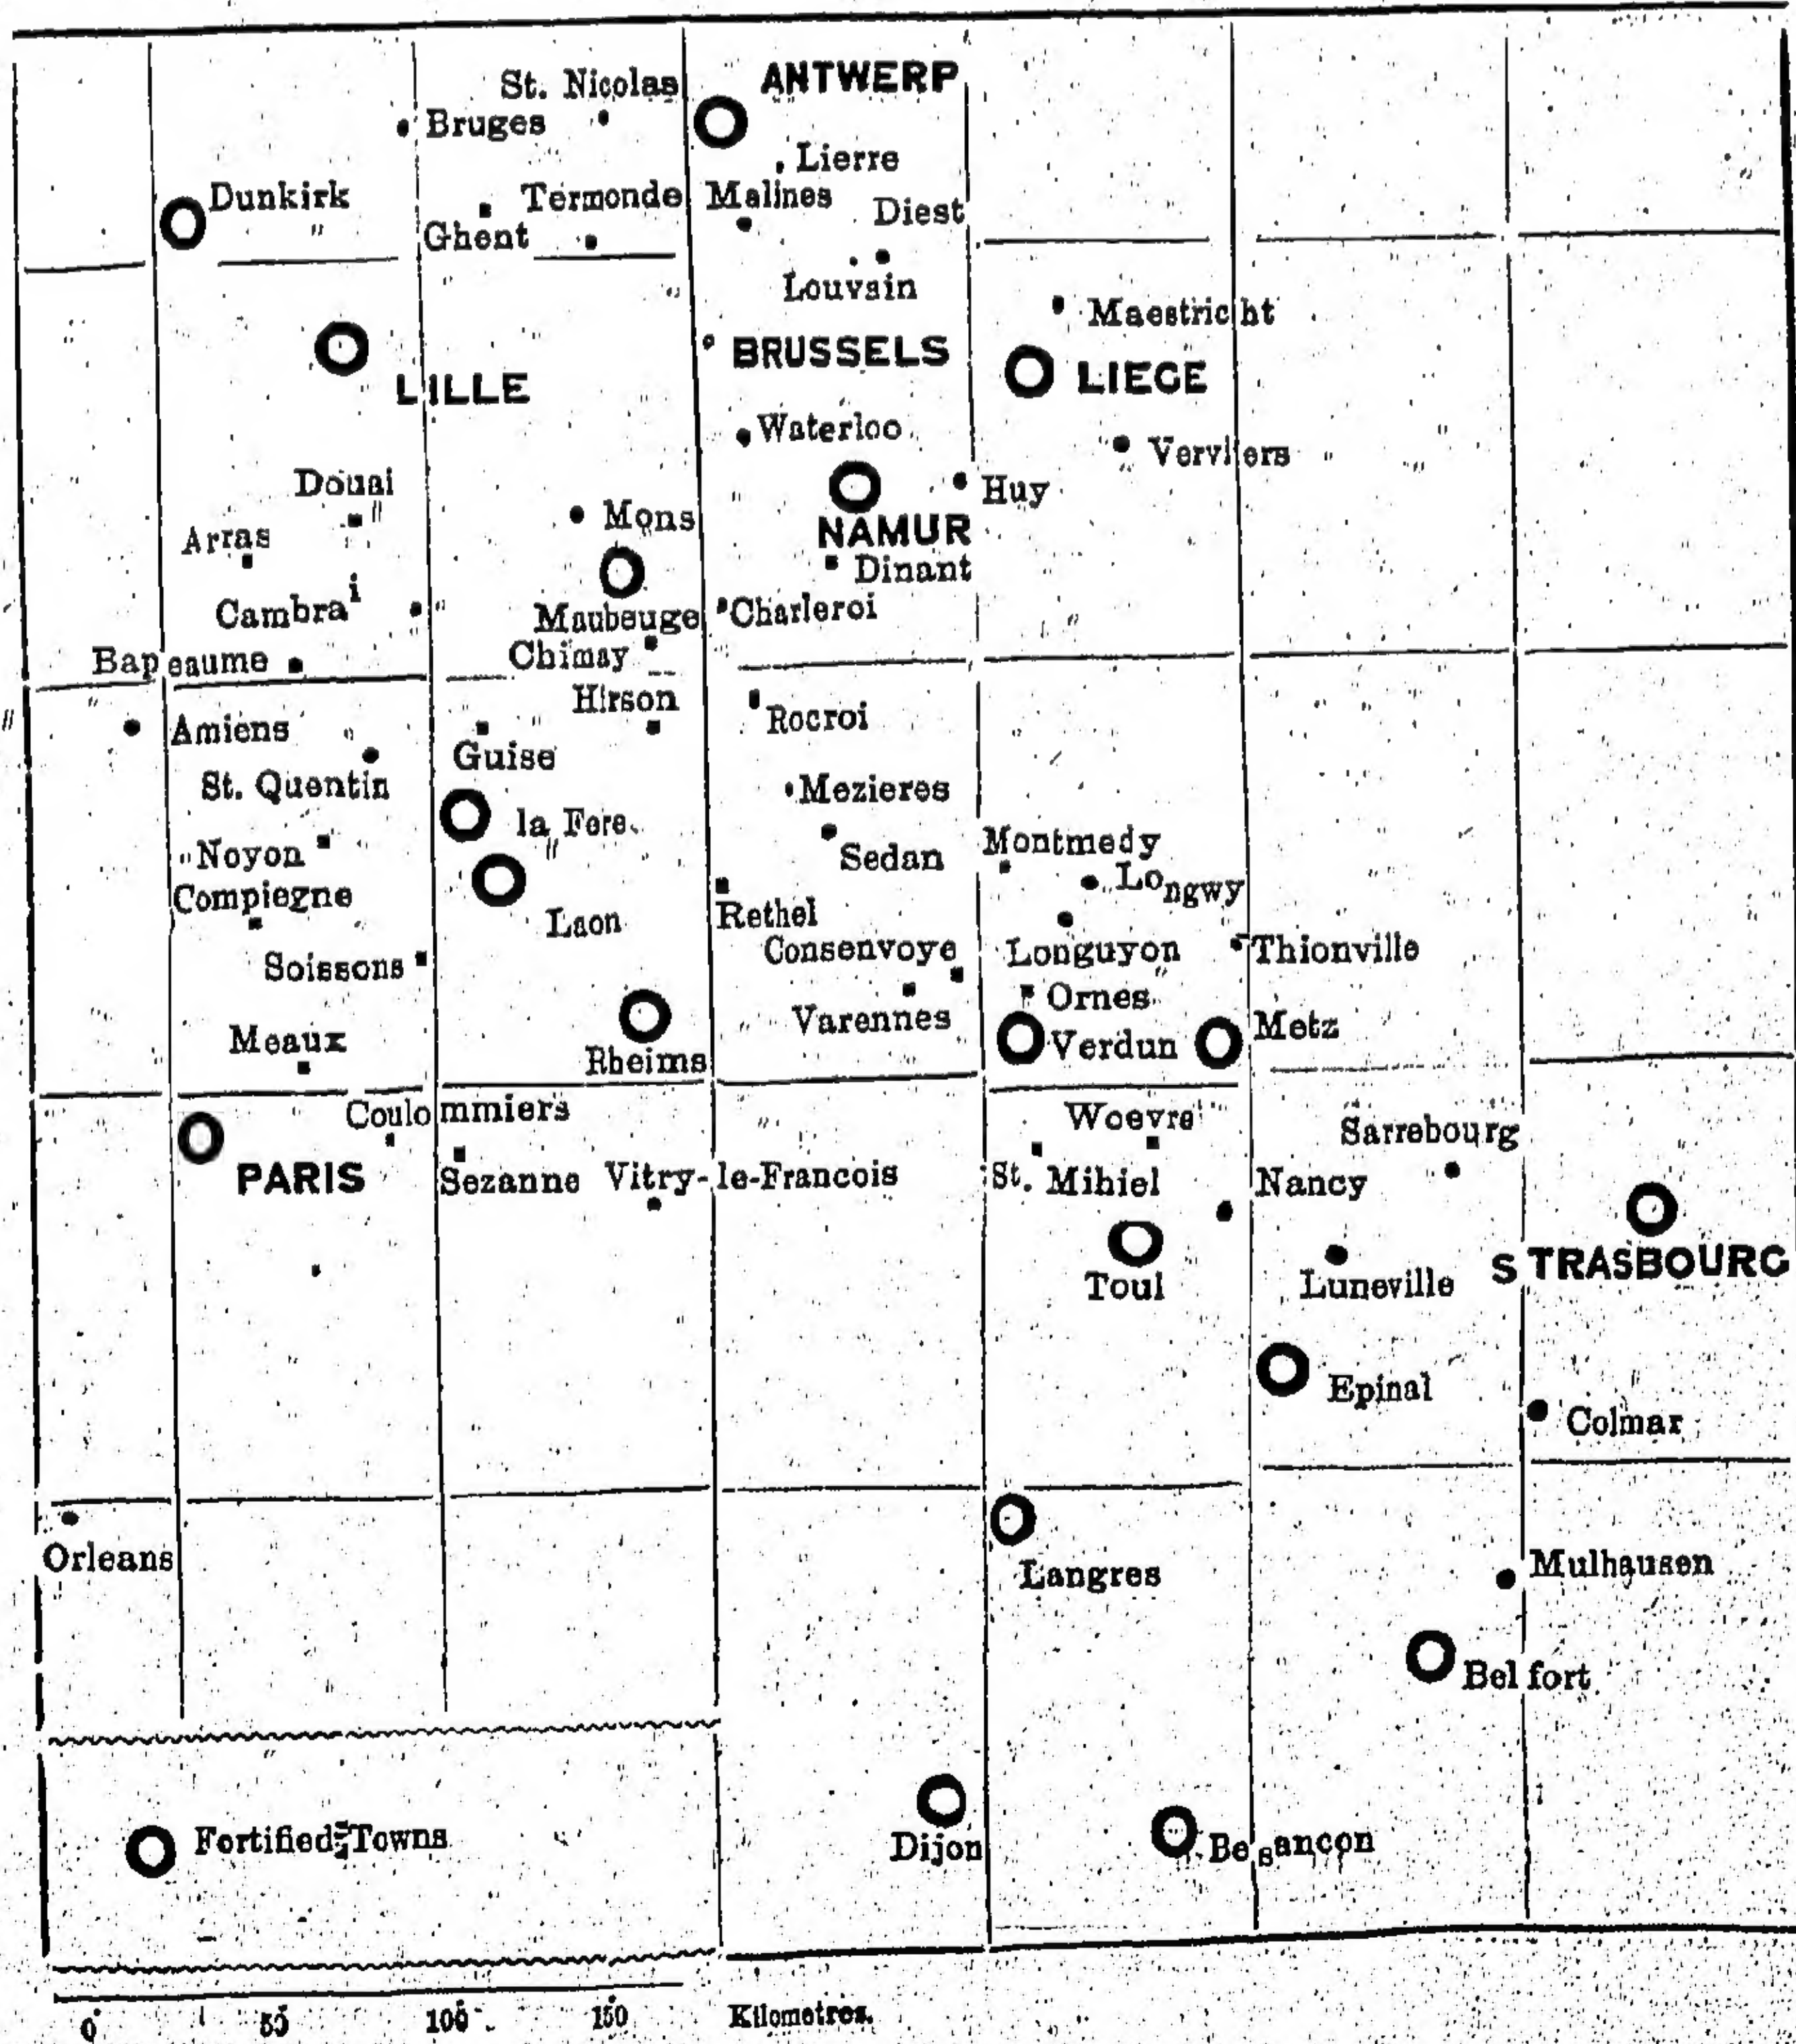 St. Nicolas
ANTWERP
Bruges
Lierre
Dunkirk
Termonde
Malines
Diest
Ghent
Louvain
Maestricht
BRUSSELS
LILLE
LIEGE
Waterloo
Vervliers
Douai
Huy
Mons
NAMUR
Arras
Dinant
Cambrai
Maubeuge
Charleroi
Bapeaume
Chimay
Hirson
Rocroi
Amiens
Guise
St. Quentin
Mezieres
la Fere
Noyon
Sedan
Montmedy
Compiegne
Longwy
Laon
Rethel
Soissons
Consenvoye
Longuyon
Thionville
Ornes
Varennes
Meaux
Verdun
Metz
Rheims
Coulommiers
Woevre
Sarrebourg
PARIS
Sezanne
Vitry-le-Francois
St. Mihiel
Nancy
STRASBOURG
Toul
Luneville
Epinal
Colmar
Orleans
Langres
Mulhausen
Belfort
Fortified Towns
Dijon
Besancon
0 50 100 150 Kilometres.